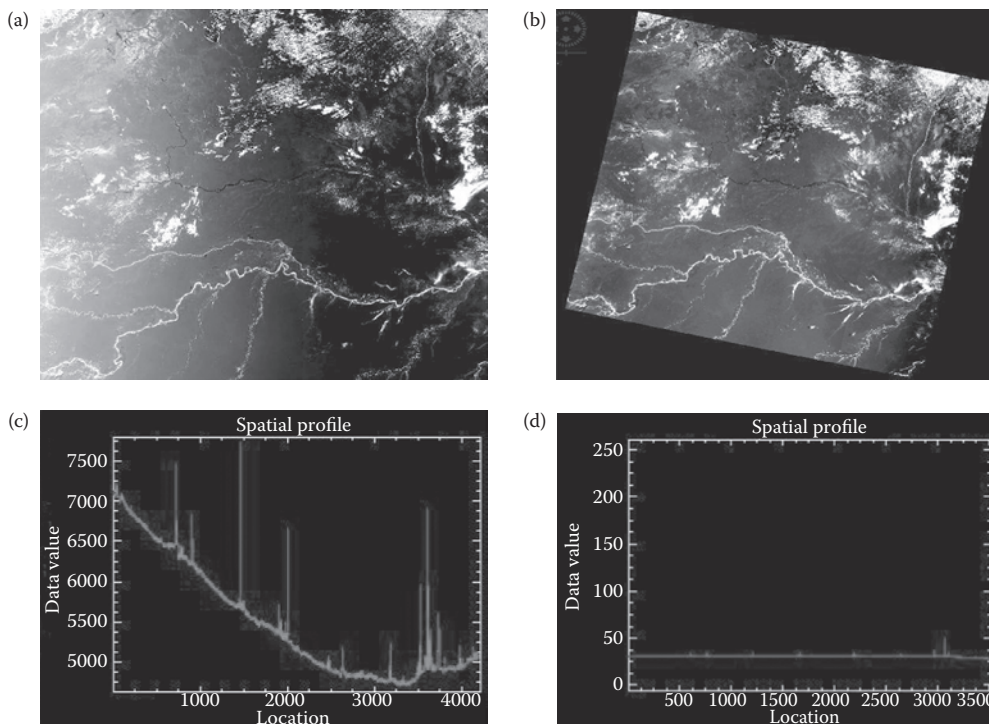 (a)
(b)
(c)
Spatial profile
7500
7000
6500
6000
5500
5000
Data value
1000
2000
3000
4000
Location
(d)
Spatial profile
250
200
150
100
50
0
Data value
500
1000
1500
2000
2500
3000
3500
Location